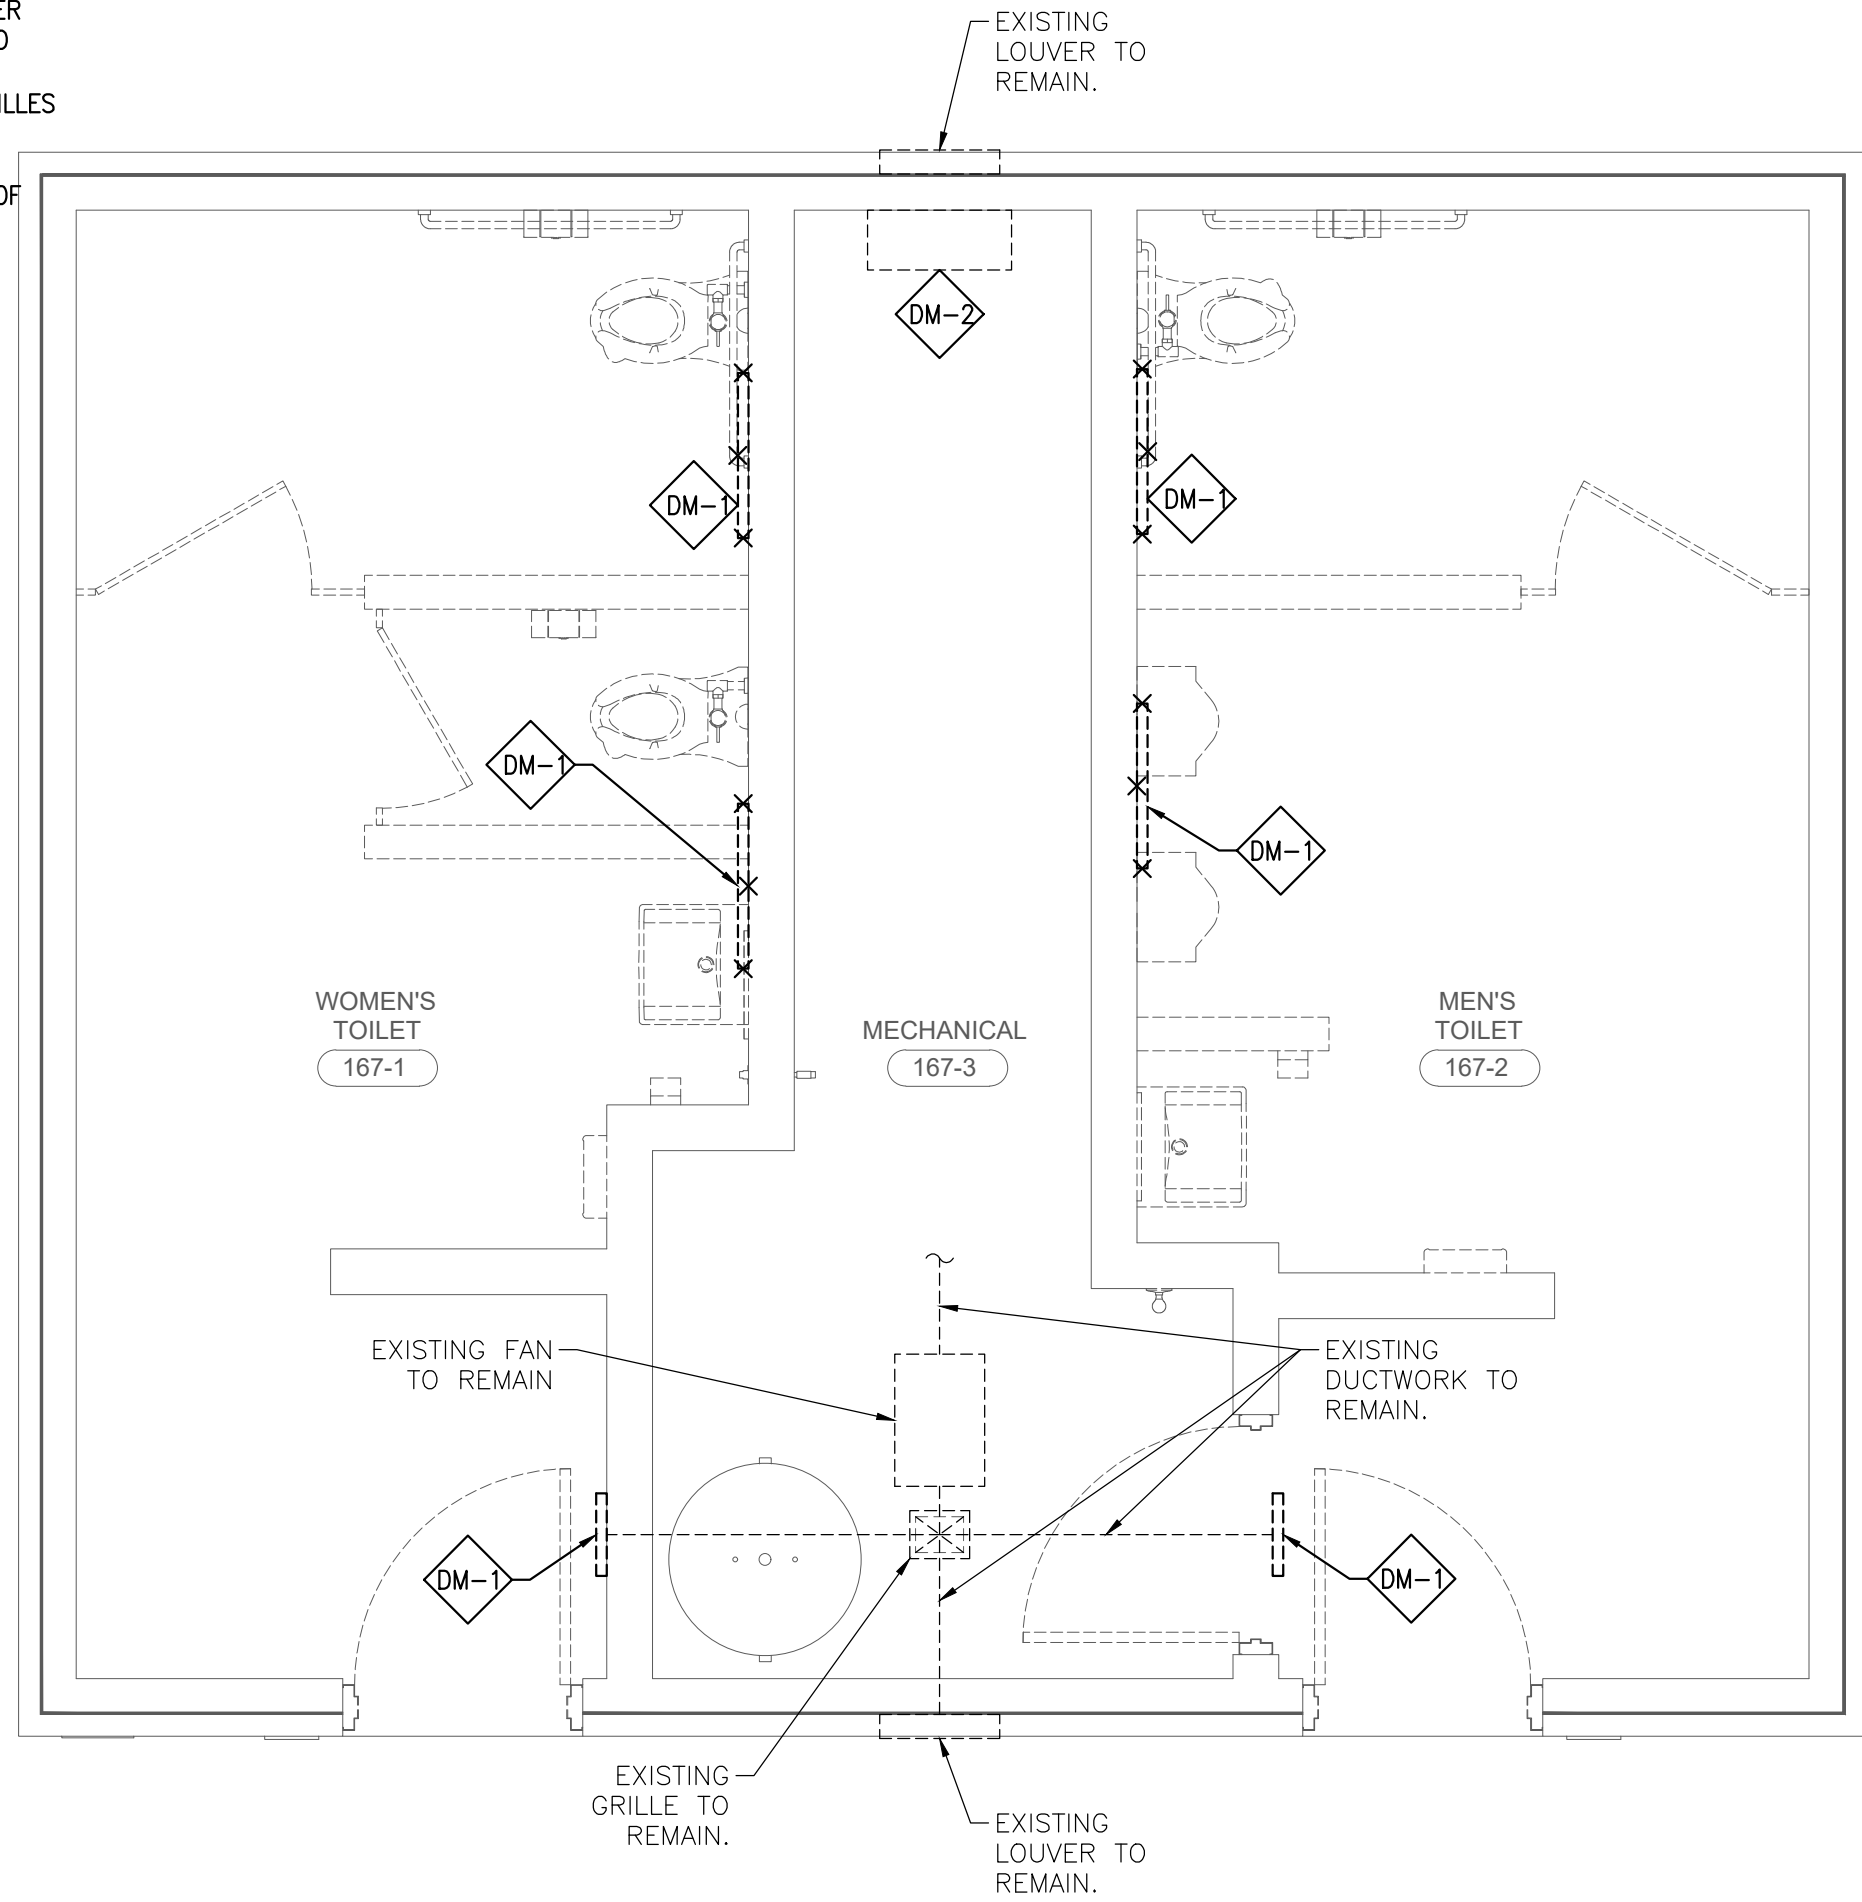 ER
O
ILLES
OF
EXISTING
LOUVER TO
REMAIN.
DM-2
DM-1
DM-1
DM-1
DM-1
WOMEN'S
TOILET
167-1
MECHANICAL
167-3
MEN'S
TOILET
167-2
EXISTING FAN
TO REMAIN
EXISTING
DUCTWORK TO
REMAIN.
DM-1
DM-1
EXISTING
GRILLE TO
REMAIN.
EXISTING
LOUVER TO
REMAIN.